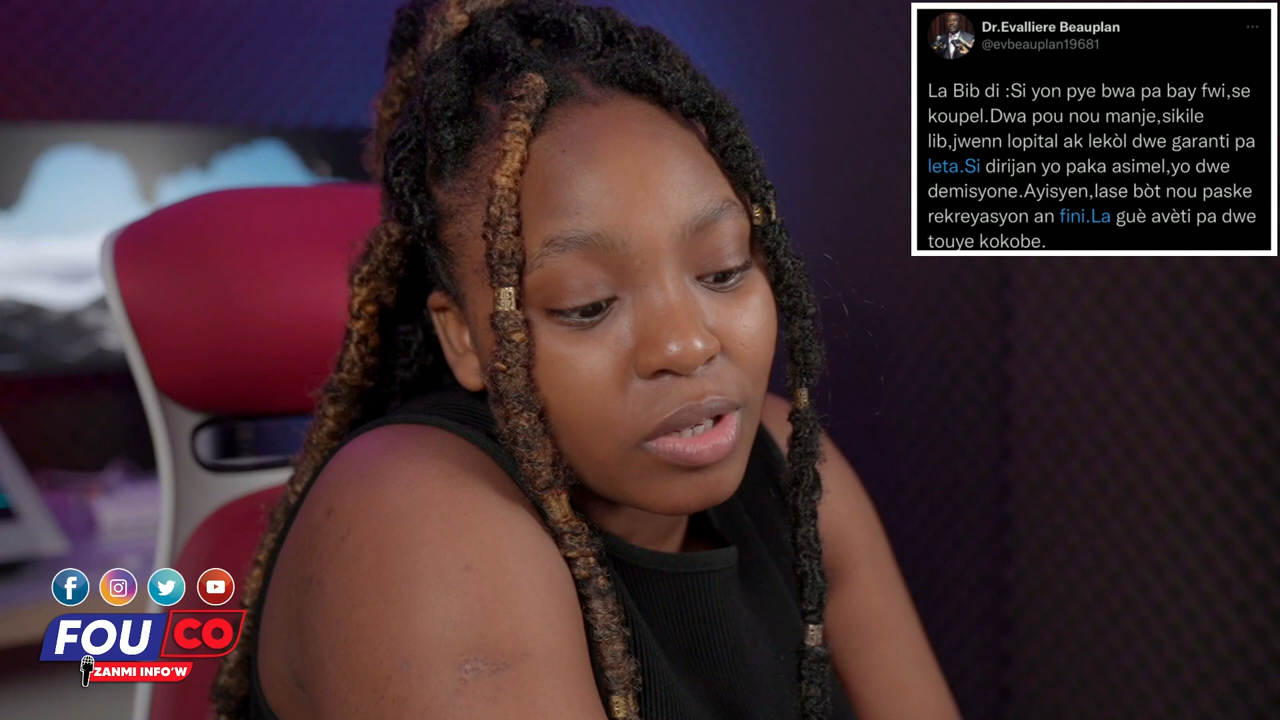 Dr.Evalliere Beauplan
@evbeauplan19681
La Bib di :Si yon pye bwa pa bay fwi,se
koupel.Dwa pou nou manje,sikile
lib,jwenn lopital ak lekòl dwe garanti pa
leta.Si dirijan yo paka asimel,yo dwe
demisyone.Ayisyen,lase bòt nou paske
rekreyasyon an fini.La guè avèti pa dwe
touye kokobe.
FOUCO
ZANMI INFO'W